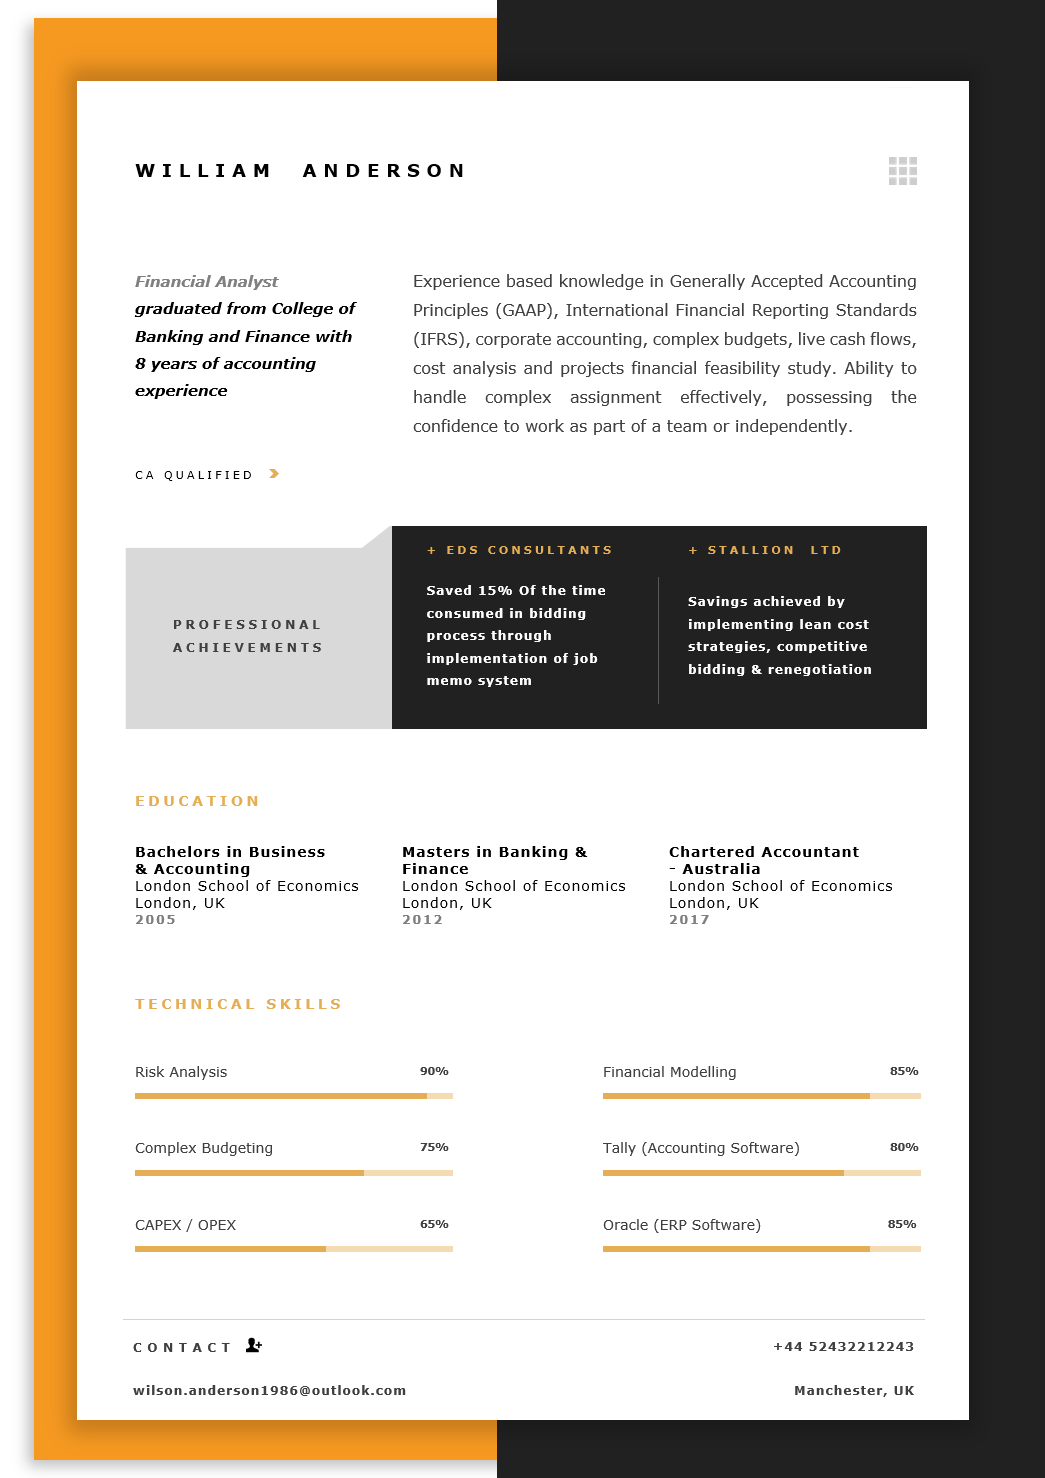 WILLIAM ANDERSON
Financial Analyst
graduated from College of
Banking and Finance with
8 years of accounting
experience
CA QUALIFIED
Experience based knowledge in Generally Accepted Accounting
Principles (GAAP), International Financial Reporting Standards
(IFRS), corporate accounting, complex budgets, live cash flows,
cost analysis and projects financial feasibility study. Ability to
handle complex assignment effectively, possessing the
confidence to work as part of a team or independently.
PROFESSIONAL
ACHIEVEMENTS
+ EDS CONSULTANTS
Saved 15% Of the time
consumed in bidding
process through
implementation of job
memo system
+ STALLION LTD
Savings achieved by
implementing lean cost
strategies, competitive
bidding & renegotiation
EDUCATION
Bachelors in Business
& Accounting
London School of Economics
London, UK
2005
Masters in Banking &
Finance
London School of Economics
London, UK
2012
Chartered Accountant
– Australia
London School of Economics
London, UK
2017
TECHNICAL SKILLS
Risk Analysis 90%
Complex Budgeting 75%
CAPEX / OPEX 65%
Financial Modelling 85%
Tally (Accounting Software) 80%
Oracle (ERP Software) 85%
CONTACT
+44 52432212243
wilson.anderson1986@outlook.com
Manchester, UK